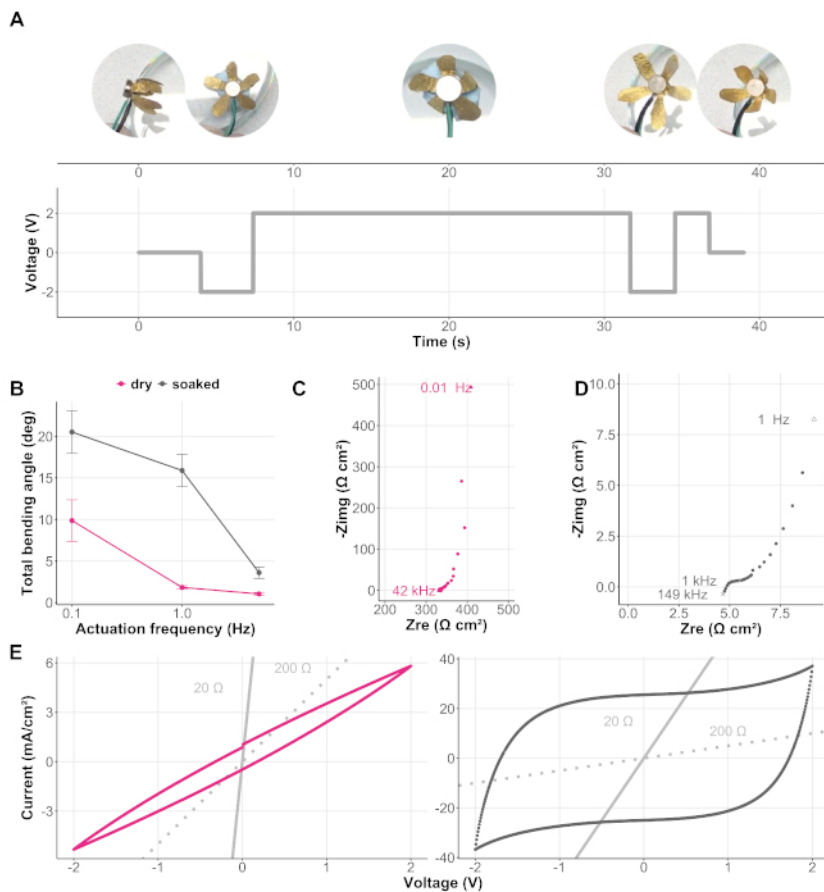 A
0 10 20 30 40
Voltage (V)
2
0
-2
0 10 20 30 40
Time (s)
B
dry soaked
Total bending angle (deg)
20
15
10
5
0
0.1 1.0
Actuation frequency (Hz)
C
-Zimg (Ω cm²)
500
400
300
200
100
0
0.01 Hz
42 kHz
200 300 400 500
Zre (Ω cm²)
D
-Zimg (Ω cm²)
10.0
7.5
5.0
2.5
0.0
1 Hz
1 kHz
149 kHz
0.0 2.5 5.0 7.5
Zre (Ω cm²)
E
Current (mA/cm²)
6
3
0
-3
20 Ω
200 Ω
-2 -1 0 1 2
40
20
0
-20
-40
20 Ω
200 Ω
-2 -1 0 1 2
Voltage (V)